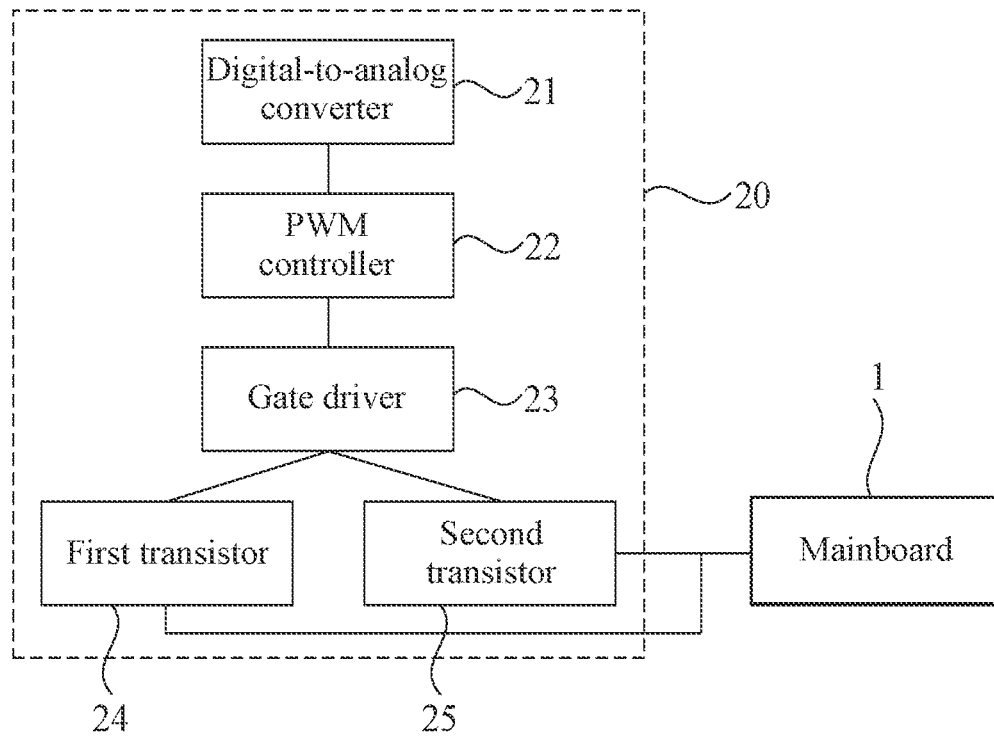 Digital-to-analog
converter
21
PWM
controller
22
20
Gate driver
23
1
First transistor
Second
transistor
Mainboard
24
25